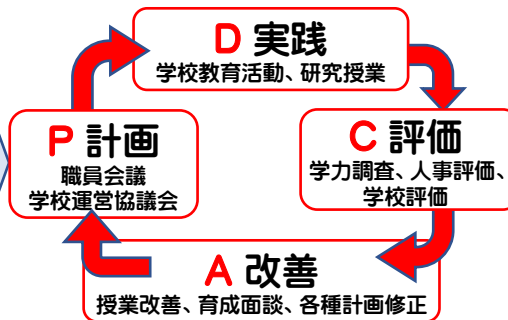 D 実践
学校教育活動、研究授業
P 計画
職員会議
学校運営協議会
C 評価
学力調査、人事評価、
学校評価
A 改善
授業改善、育成面談、各種計画修正